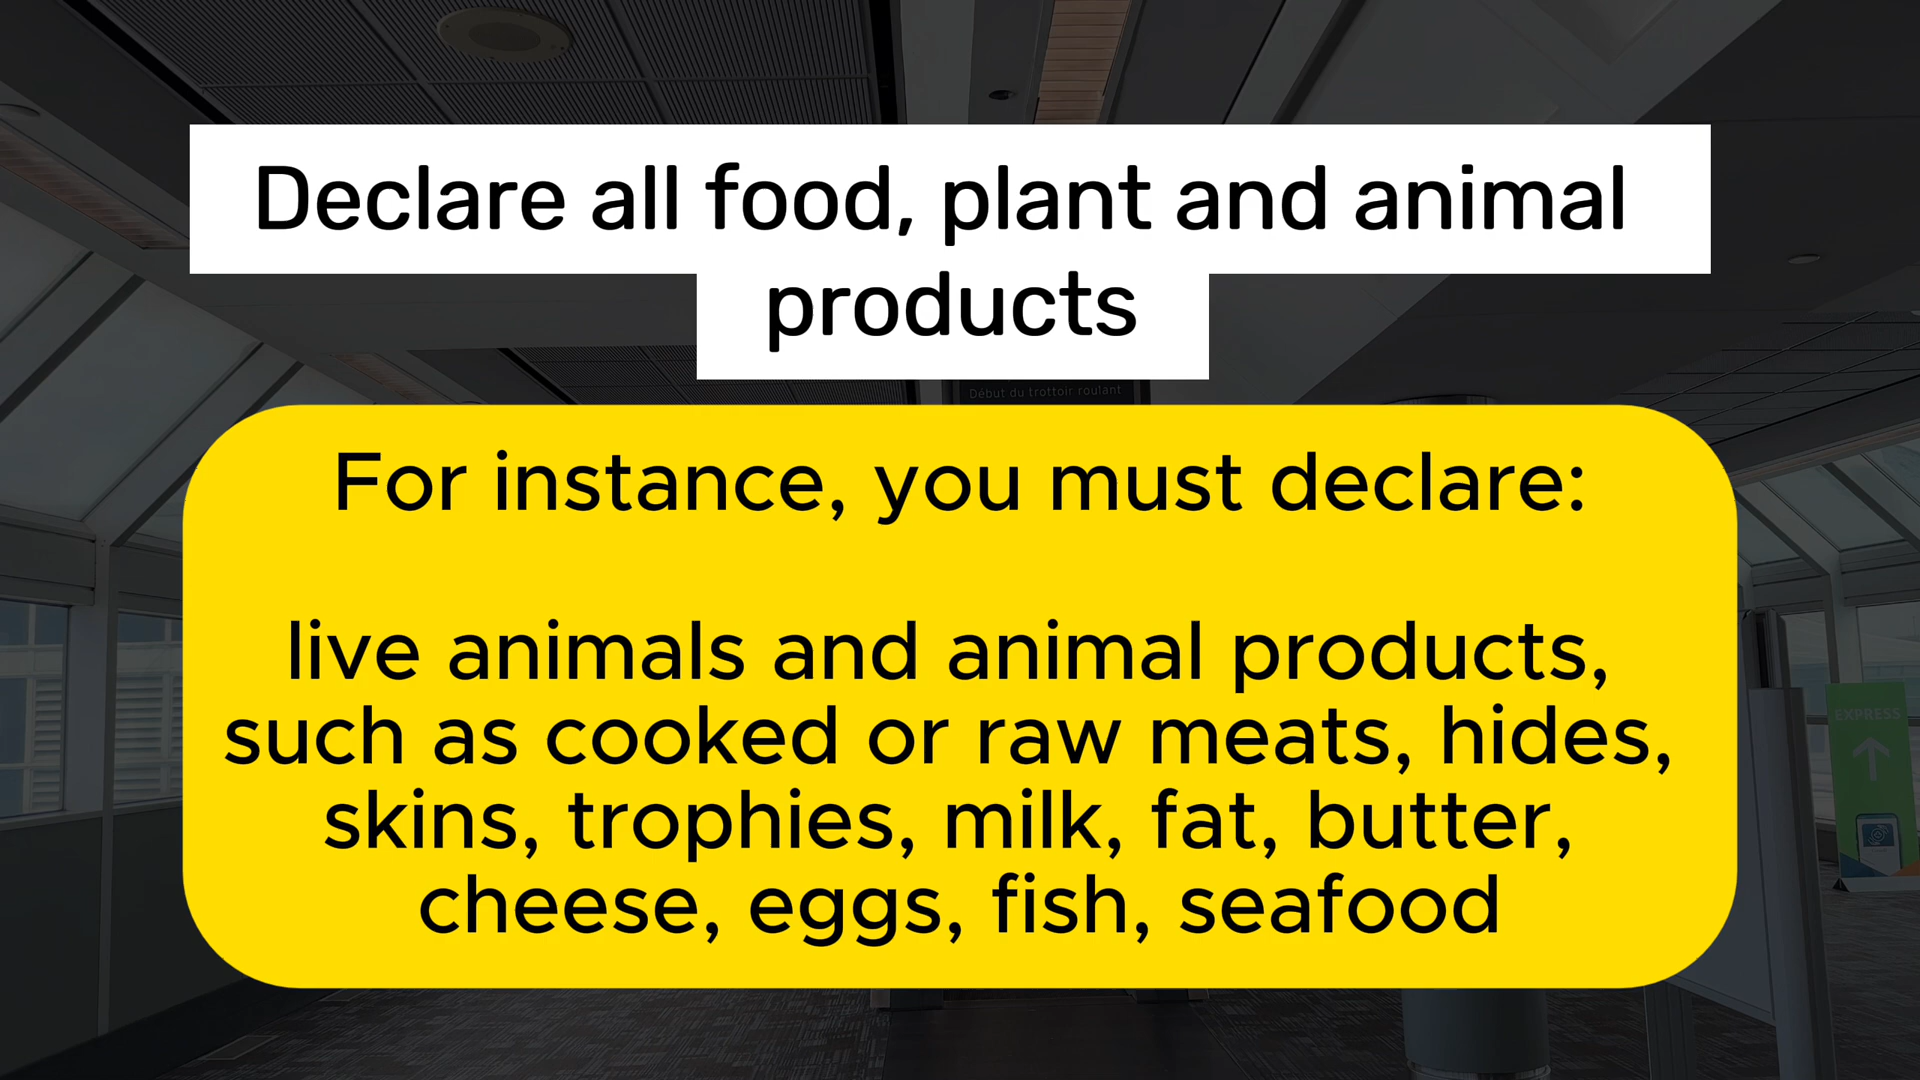 Declare all food, plant and animal
products
Début du trottoir roulant
For instance, you must declare:
live animals and animal products,
such as cooked or raw meats, hides,
skins, trophies, milk, fat, butter,
cheese, eggs, fish, seafood
EXPRESS